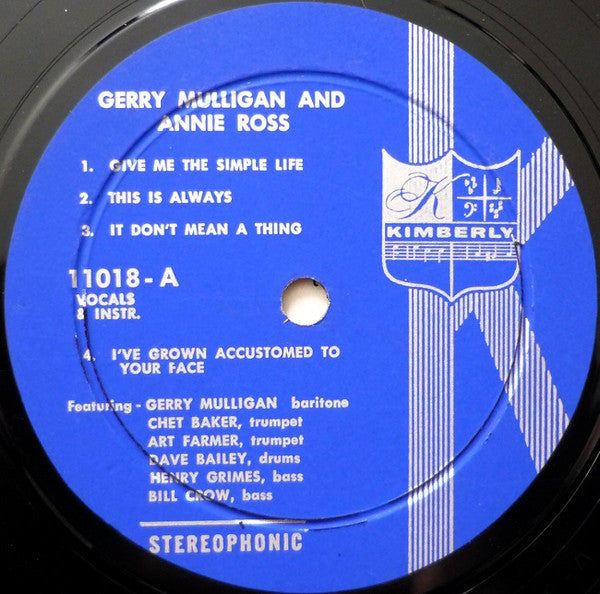 GERRY MULLIGAN AND
ANNIE ROSS
1. GIVE ME THE SIMPLE LIFE
2. THIS IS ALWAYS
3. IT DON'T MEAN A THING
11018-A
VOCALS
& INSTR.
K
KIMBERLY
4. I'VE GROWN ACCUSTOMED TO
YOUR FACE
Featuring - GERRY MULLIGAN baritone
CHET BAKER, trumpet
ART FARMER, trumpet
DAVE BAILEY, drums
HENRY GRIMES, bass
BILL CROW, bass
STEREOPHONIC